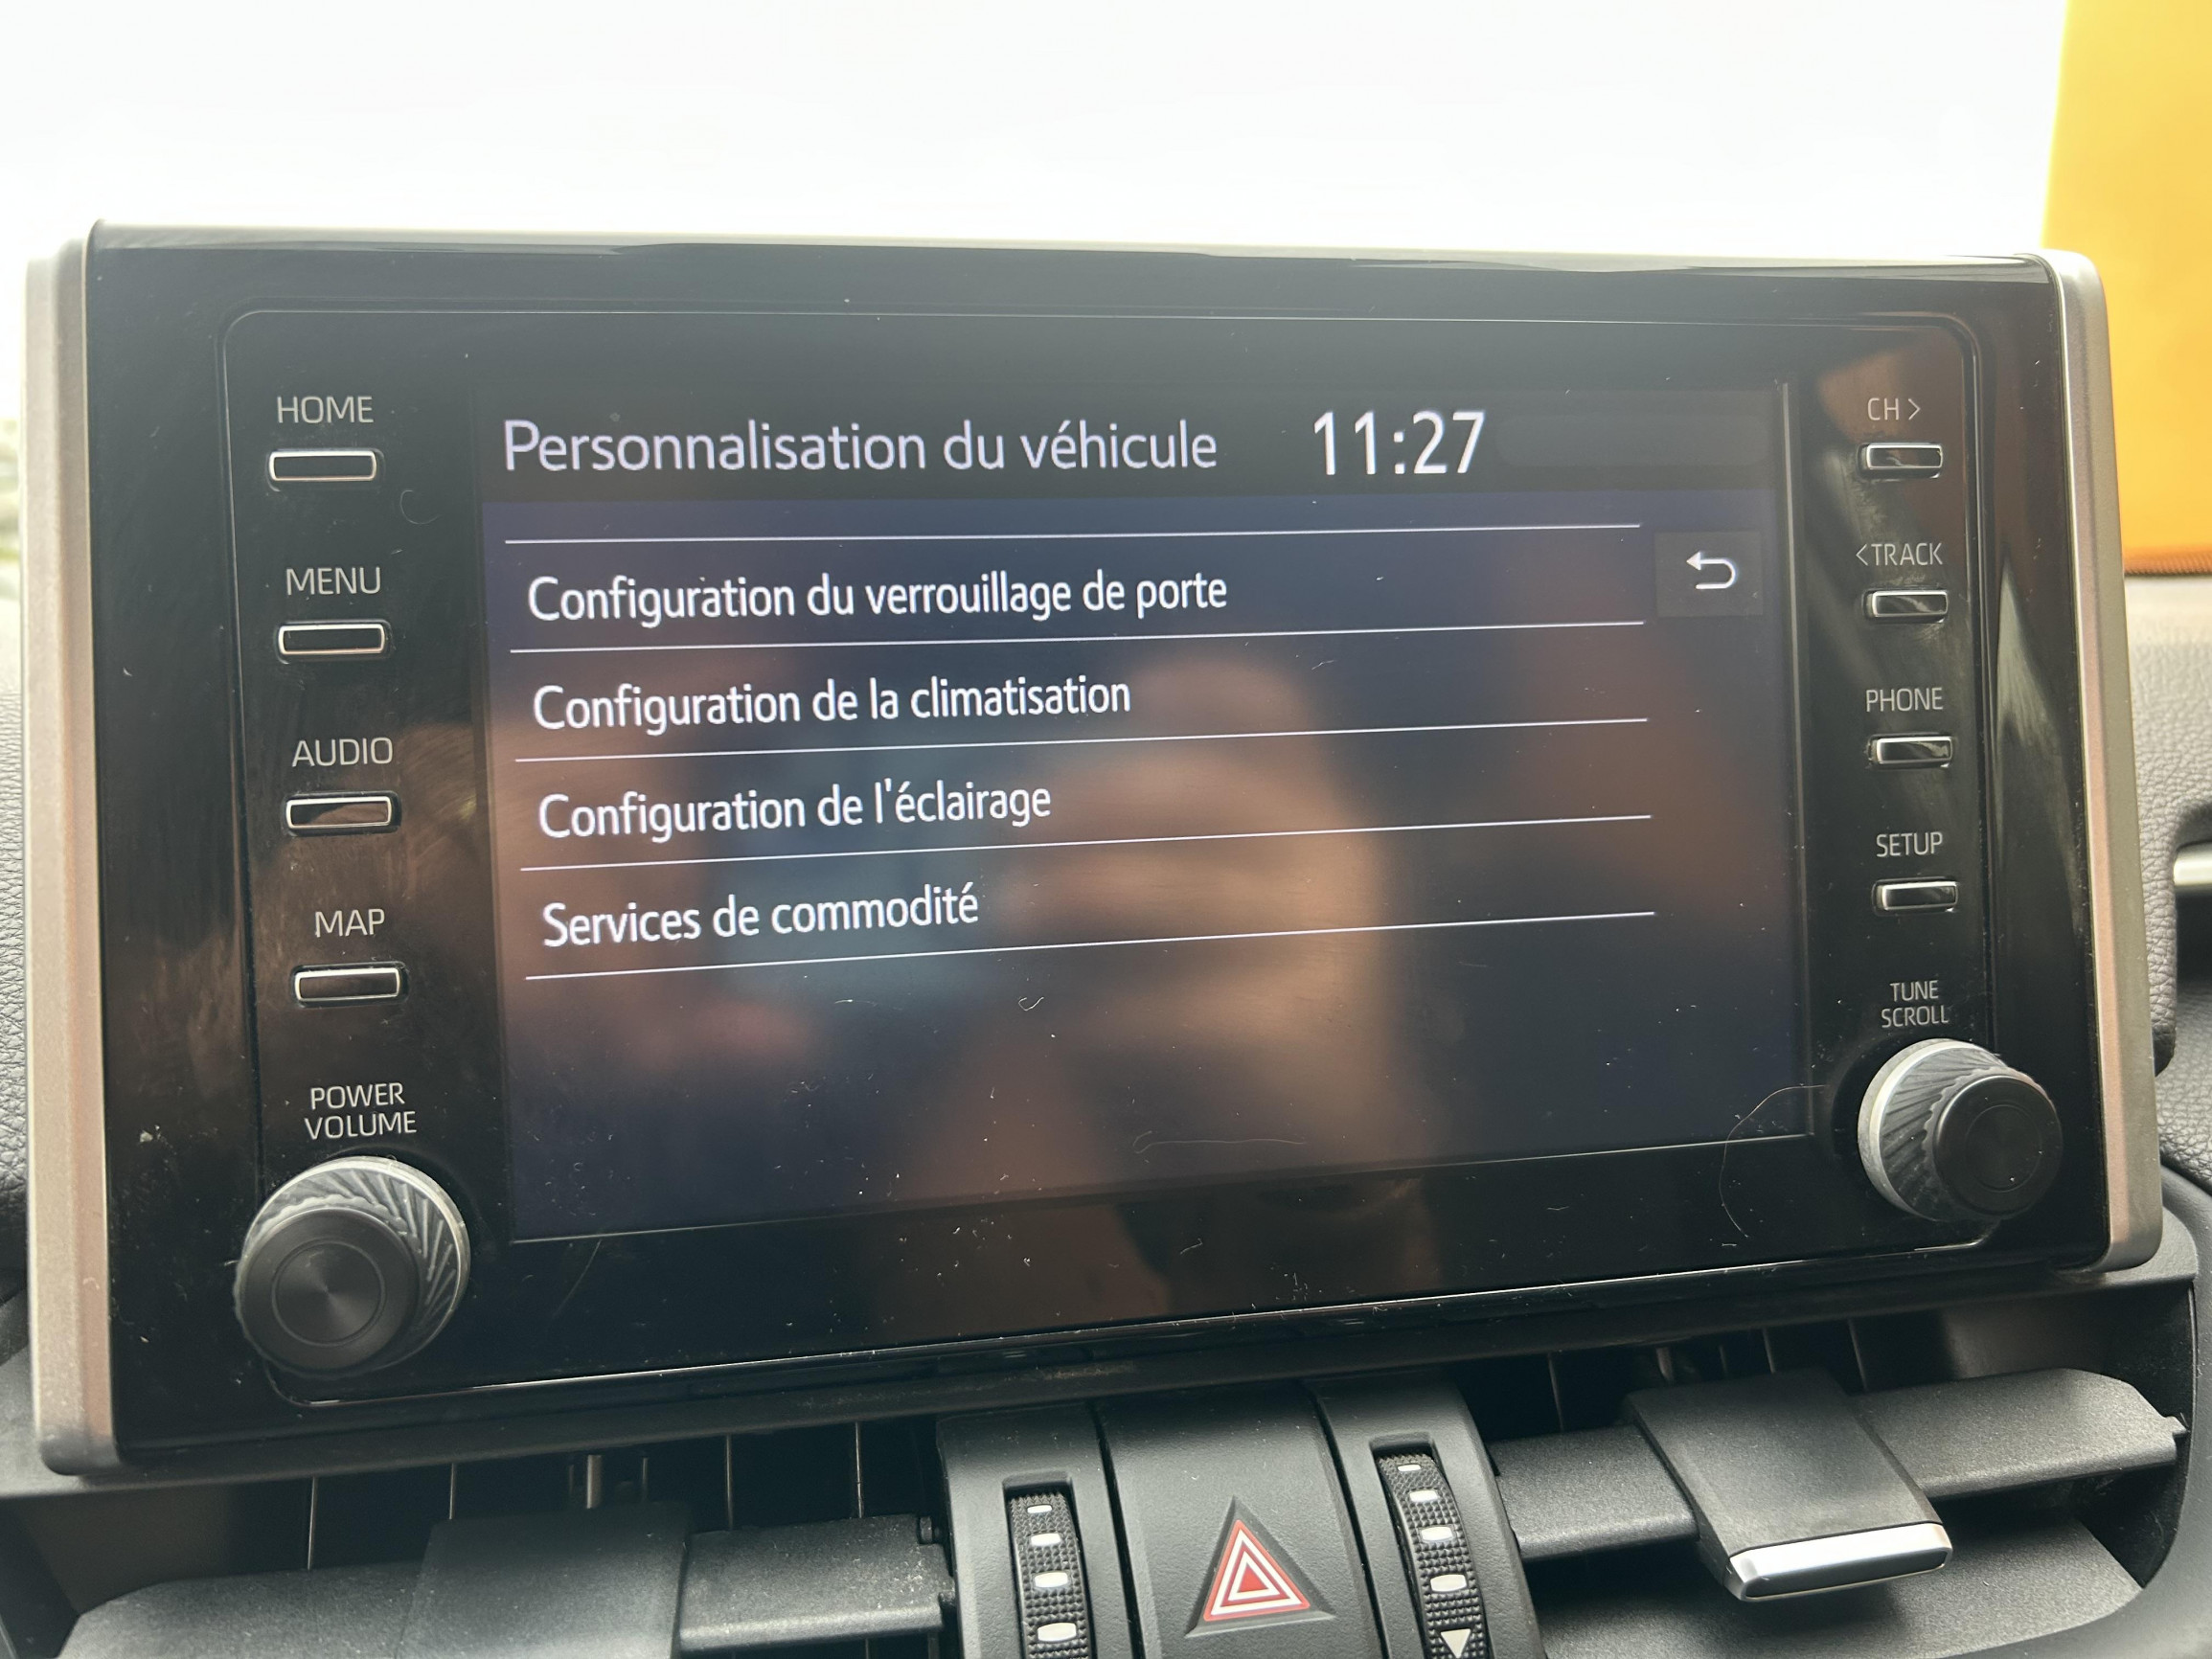 HOME
MENU
AUDIO
MAP
POWER
VOLUME
Personnalisation du véhicule 11:27
Configuration du verrouillage de porte
Configuration de la climatisation
Configuration de l'éclairage
Services de commodité
CH >
< TRACK
PHONE
SETUP
TUNE
SCROLL